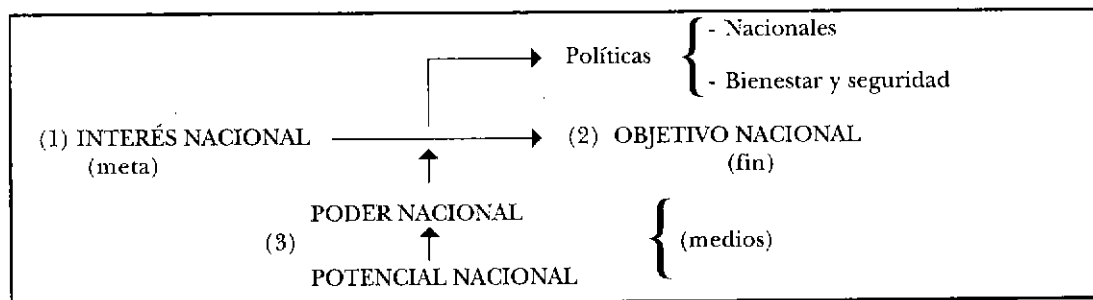 - Nacionales
Políticas
- Bienestar y seguridad
(1) INTERÉS NACIONAL
(meta)
(2) OBJETIVO NACIONAL
(fin)
PODER NACIONAL
(3)
(medios)
POTENCIAL NACIONAL